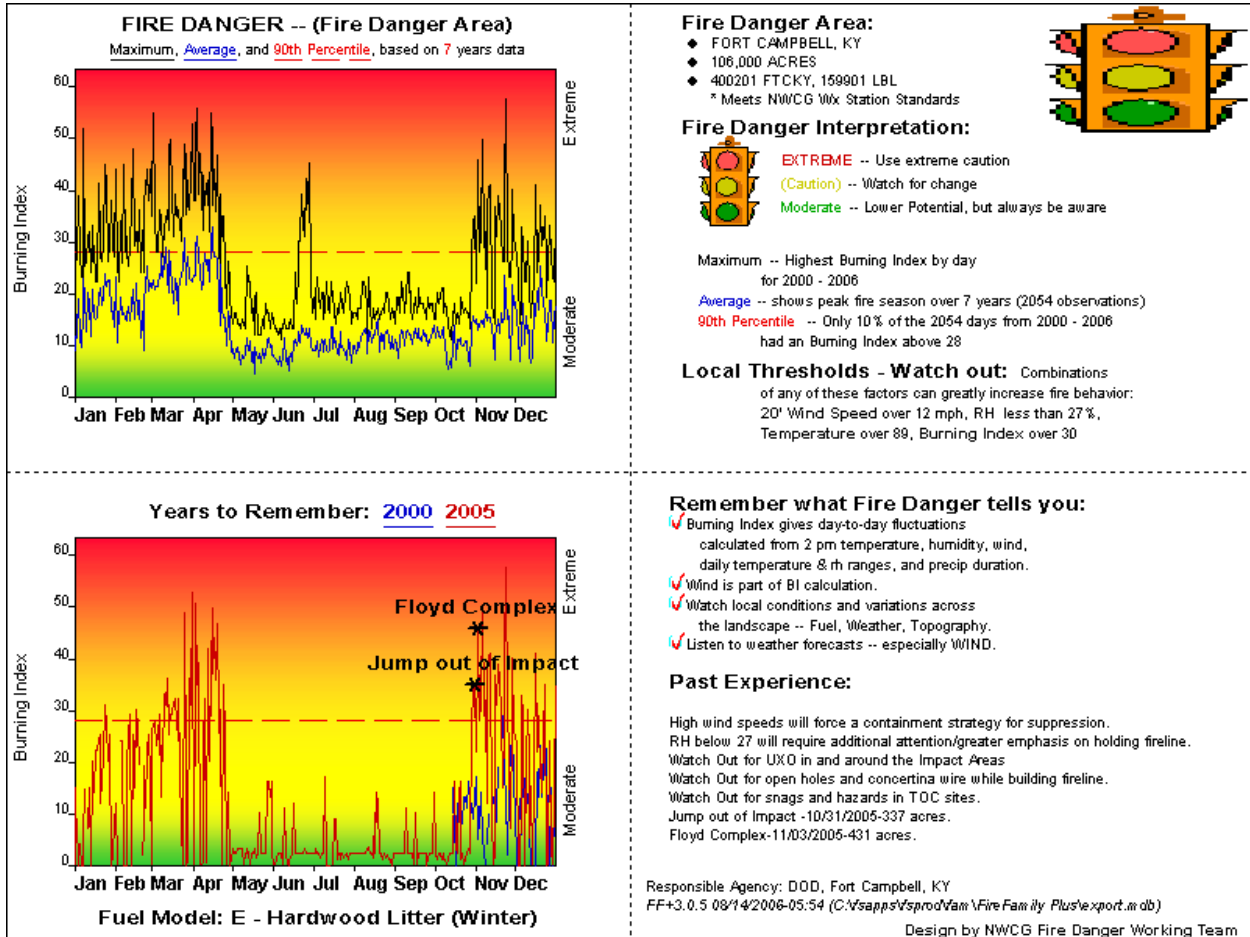 FIRE DANGER -- (Fire Danger Area)
Maximum, Average, and 90th Percentile, based on 7 years data
Burning Index
60
50
40
30
20
10
0
Extreme
Moderate
Jan Feb Mar Apr May Jun Jul Aug Sep Oct Nov Dec
Fire Danger Area:
FORT CAMPBELL, KY
106,000 ACRES
400201 FTCKY, 159901 LBL
* Meets NWCG Wx Station Standards
Fire Danger Interpretation:
EXTREME -- Use extreme caution
(Caution) -- Watch for change
Moderate -- Lower Potential, but always be aware
Maximum -- Highest Burning Index by day
for 2000 - 2006
Average -- shows peak fire season over 7 years (2054 observations)
90th Percentile -- Only 10% of the 2054 days from 2000 - 2006
had an Burning Index above 28
Local Thresholds - Watch out: Combinations
of any of these factors can greatly increase fire behavior:
20' Wind Speed over 12 mph, RH less than 27%,
Temperature over 89, Burning Index over 30
Years to Remember: 2000 2005
Burning Index
60
50
40
30
20
10
0
Extreme
Moderate
Floyd Complex
Jump out of Impact
Jan Feb Mar Apr May Jun Jul Aug Sep Oct Nov Dec
Fuel Model: E - Hardwood Litter (Winter)
Remember what Fire Danger tells you:
Burning Index gives day-to-day fluctuations
calculated from 2 pm temperature, humidity, wind,
daily temperature & rh ranges, and precip duration.
Wind is part of BI calculation.
Watch local conditions and variations across
the landscape -- Fuel, Weather, Topography.
Listen to weather forecasts -- especially WIND.
Past Experience:
High wind speeds will force a containment strategy for suppression.
RH below 27 will require additional attention/greater emphasis on holding fireline.
Watch Out for UXO in and around the Impact Areas
Watch Out for open holes and concertina wire while building fireline.
Watch Out for snags and hazards in TOC sites.
Jump out of Impact -10/31/2005-337 acres.
Floyd Complex-11/03/2005-431 acres.
Responsible Agency: DOD, Fort Campbell, KY
FF+3.0.5 08/14/2006-05:54 (C:\fsapps\fsprod\fam\FireFamily Plus\export.mdb)
Design by NWCG Fire Danger Working Team